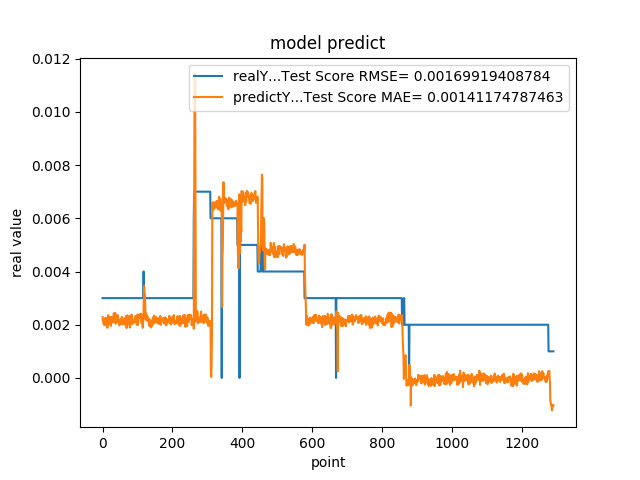 model predict
realY...Test Score RMSE= 0.00169919408784
predictY...Test Score MAE= 0.00141174787463
real value
0.012
0.010
0.008
0.006
0.004
0.002
0.000
0 200 400 600 800 1000 1200
point